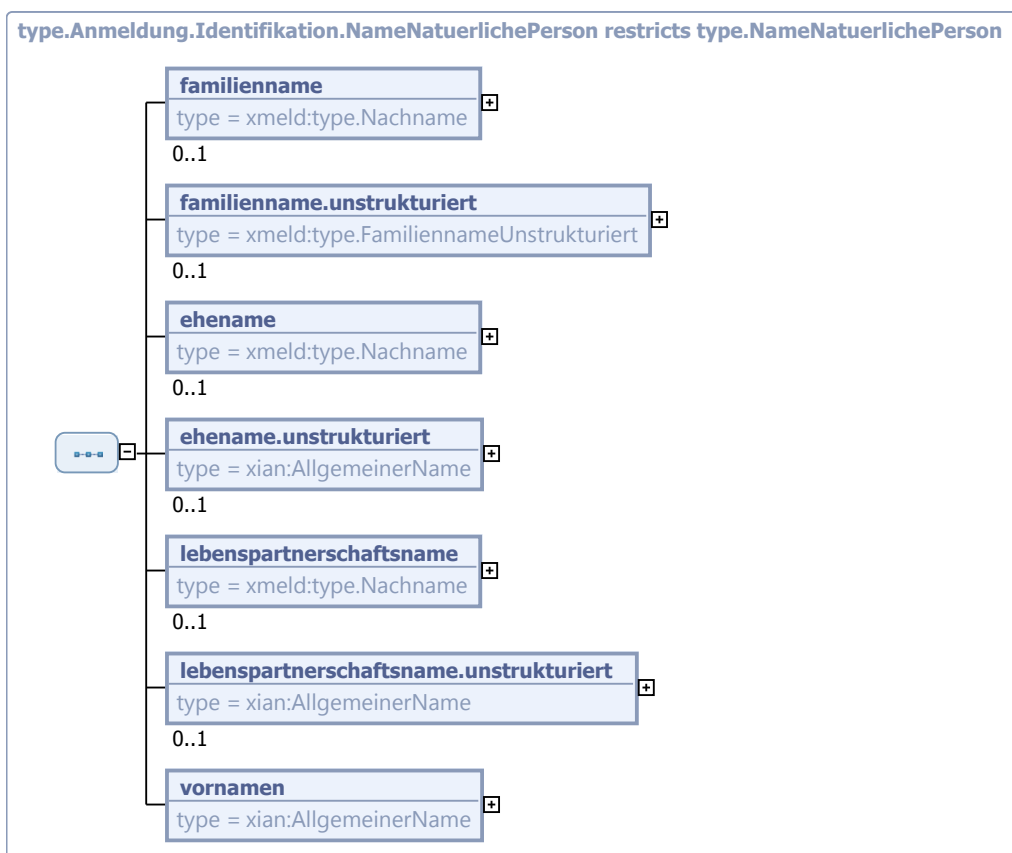 type.Anmeldung.Identifikation.NameNatuerlichePerson restricts type.NameNatuerlichePerson
familienname
type = xmeld:type.Nachname
0..1
familienname.unstrukturiert
type = xmeld:type.FamiliennameUnstrukturiert
0..1
ehename
type = xmeld:type.Nachname
0..1
ehename.unstrukturiert
type = xian:AllgemeinerName
0..1
lebenspartnerschaftsname
type = xmeld:type.Nachname
0..1
lebenspartnerschaftsname.unstrukturiert
type = xian:AllgemeinerName
0..1
vornamen
type = xian:AllgemeinerName